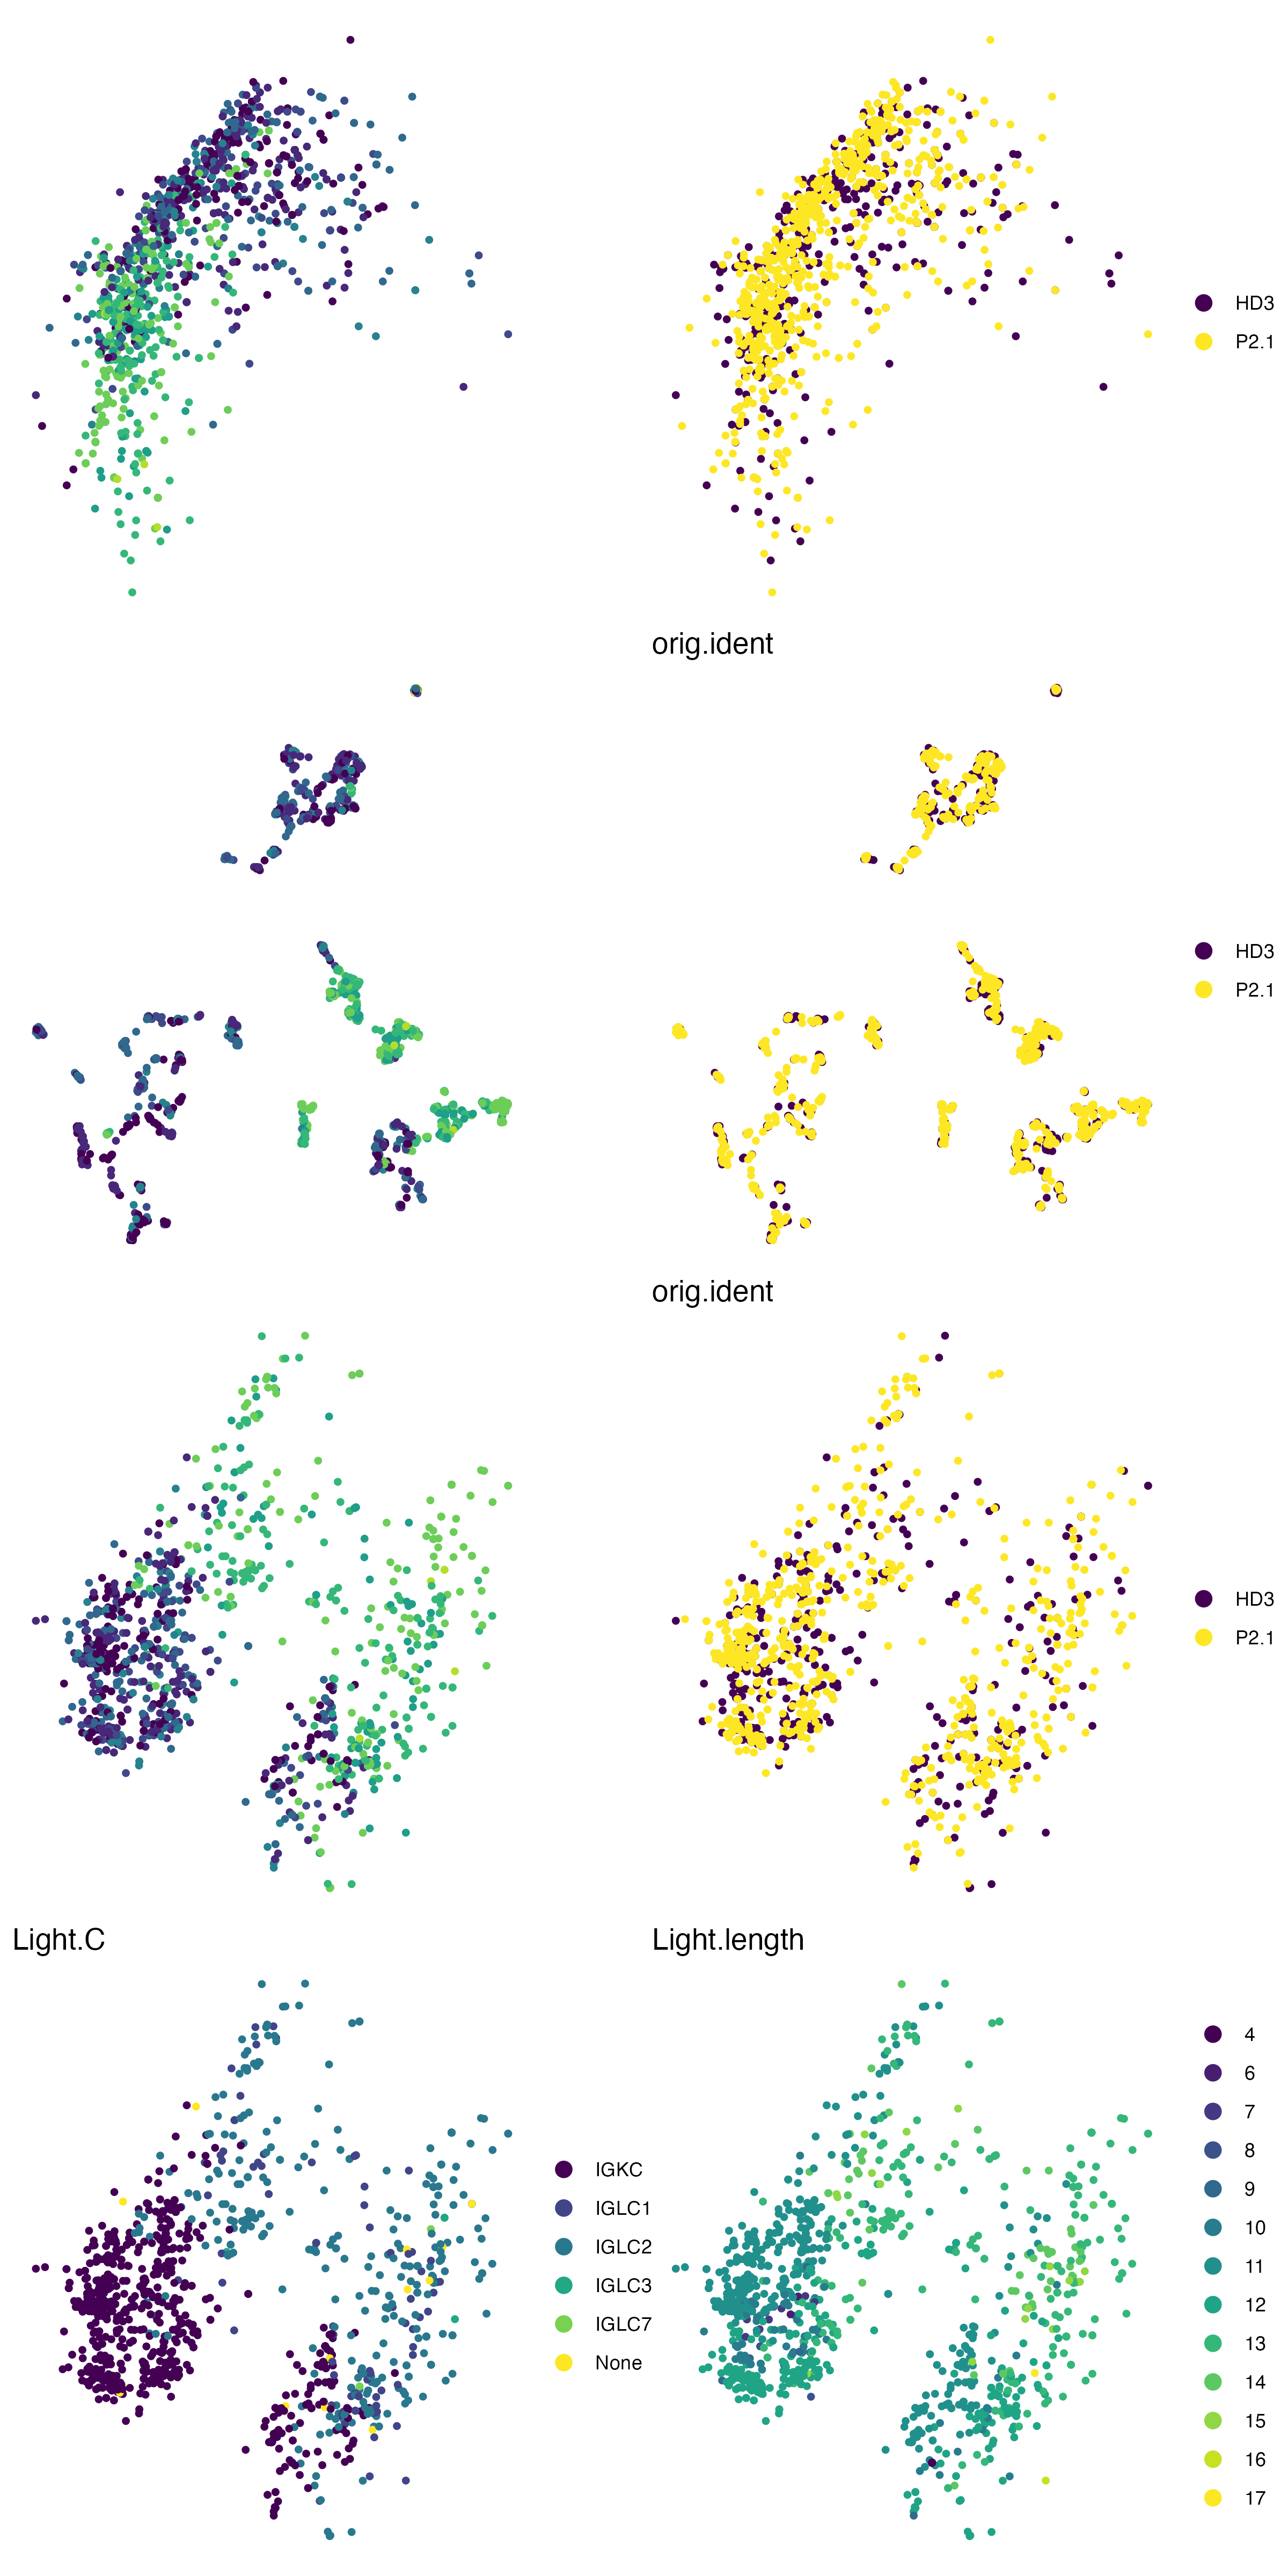 HD3
P2.1
orig.ident
HD3
P2.1
orig.ident
HD3
P2.1
Light.C
IGKC
IGLC1
IGLC2
IGLC3
IGLC7
None
Light.length
4
6
7
8
9
10
11
12
13
14
15
16
17